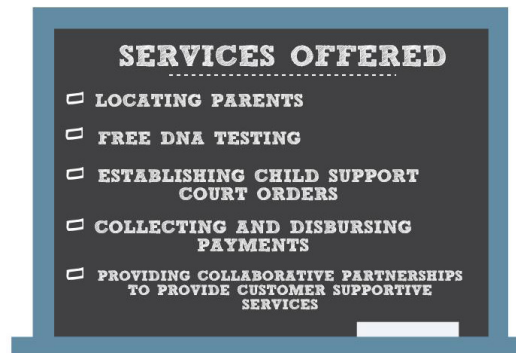 SERVICES OFFERED
LOCATING PARENTS
FREE DNA TESTING
ESTABLISHING CHILD SUPPORT
COURT ORDERS
COLLECTING AND DISBURSING
PAYMENTS
PROVIDING COLLABORATIVE PARTNERSHIPS
TO PROVIDE CUSTOMER SUPPORTIVE
SERVICES